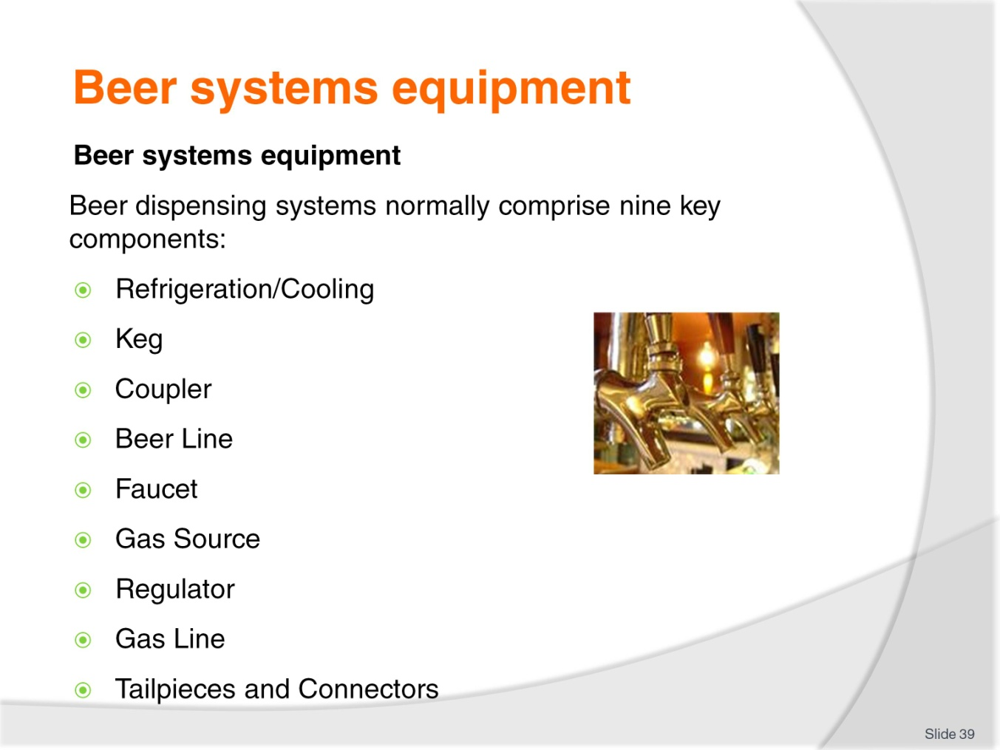 Beer systems equipment
Beer systems equipment
Beer dispensing systems normally comprise nine key
components:
Refrigeration/Cooling
Keg
Coupler
Beer Line
Faucet
Gas Source
Regulator
Gas Line
Tailpieces and Connectors
Slide 39